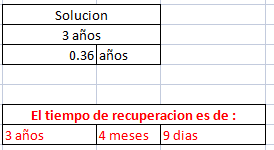 Solucion
3 años
0.36 años
El tiempo de recuperacion es de :
3 años 4 meses 9 dias